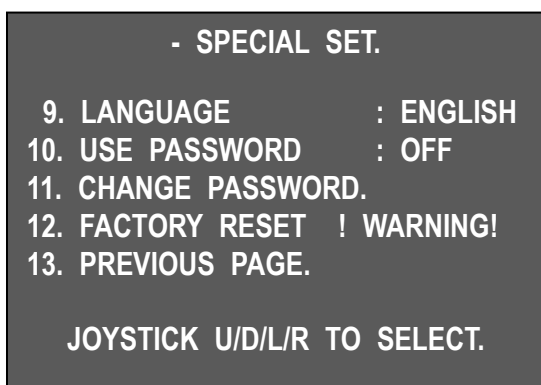 - SPECIAL SET.
9. LANGUAGE : ENGLISH
10. USE PASSWORD : OFF
11. CHANGE PASSWORD.
12. FACTORY RESET ! WARNING!
13. PREVIOUS PAGE.
JOYSTICK U/D/L/R TO SELECT.